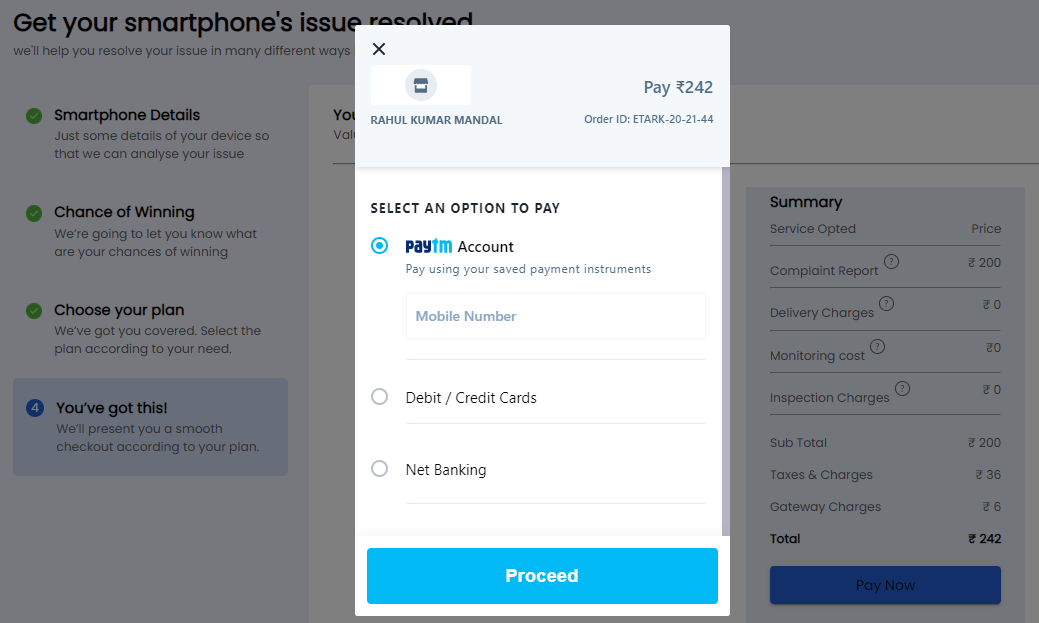 Get your smartphone's issue resolved
we'll help you resolve your issue in many different ways
Smartphone Details
Just some details of your device so
that we can analyse your issue
Chance of Winning
We're going to let you know what
are your chances of winning
Choose your plan
We've got you covered. Select the
plan according to your need.
4 You've got this!
We'll present you a smooth
checkout according to your plan.
Pay ₹242
RAHUL KUMAR MANDAL
Order ID: ETARK-20-21-44
SELECT AN OPTION TO PAY
paytm Account
Pay using your saved payment instruments
Mobile Number
Debit / Credit Cards
Net Banking
Proceed
Summary
Service Opted Price
Complaint Report ? ₹ 200
Delivery Charges ? ₹ 0
Monitoring cost ? ₹0
Inspection Charges ? ₹ 0
Sub Total ₹ 200
Taxes & Charges ₹ 36
Gateway Charges ₹ 6
Total ₹ 242
Pay Now